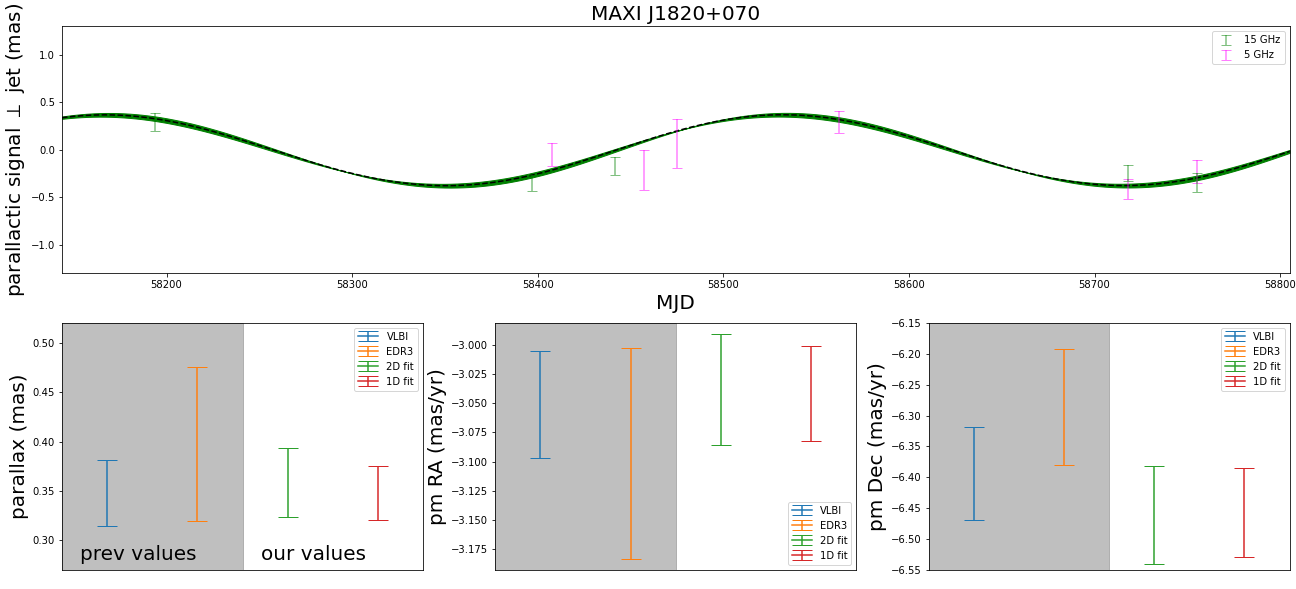 MAXI J1820+070
parallactic signal ⊥ jet (mas)
1.0
0.5
0.0
−0.5
−1.0
15 GHz
5 GHz
58200
58300
58400
58500
58600
58700
58800
MJD
parallax (mas)
0.50
0.45
0.40
0.35
0.30
VLBI
EDR3
2D fit
1D fit
prev values
our values
pm RA (mas/yr)
−3.000
−3.025
−3.050
−3.075
−3.100
−3.125
−3.150
−3.175
VLBI
EDR3
2D fit
1D fit
pm Dec (mas/yr)
−6.15
−6.20
−6.25
−6.30
−6.35
−6.40
−6.45
−6.50
−6.55
VLBI
EDR3
2D fit
1D fit